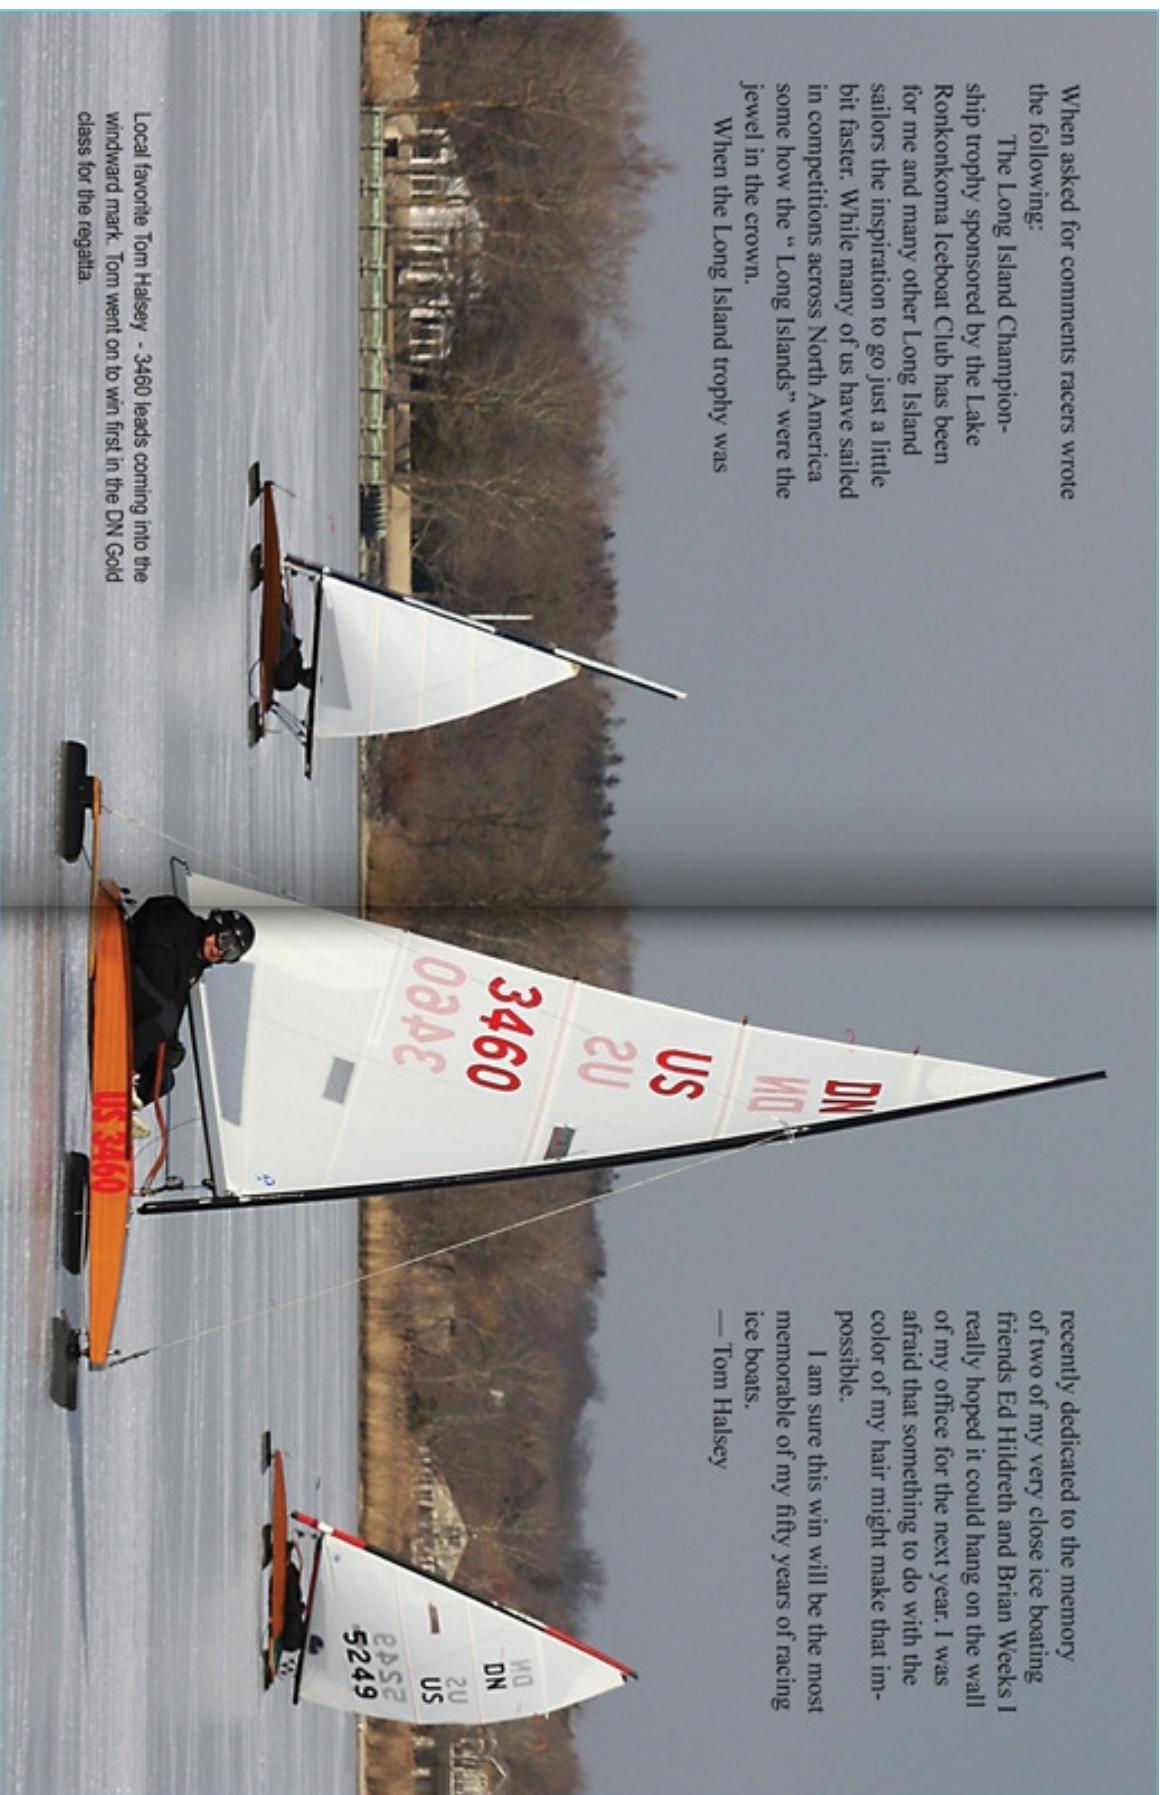 When asked for comments racers wrote
the following:
The Long Island Champion-
ship trophy sponsored by the Lake
Ronkonkoma Iceboat Club has been
for me and many other Long Island
sailors the inspiration to go just a little
bit faster. While many of us have sailed
in competitions across North America
some how the “ Long Islands” were the
jewel in the crown.
When the Long Island trophy was
recently dedicated to the memory
of two of my very close ice boating
friends Ed Hildreth and Brian Weeks I
really hoped it could hang on the wall
of my office for the next year. I was
afraid that something to do with the
color of my hair might make that im-
possible.
I am sure this win will be the most
memorable of my fifty years of racing
ice boats.
— Tom Halsey
DN
DN
US
US
3460
3460
US 3460
DN
DN
US
US
5249
5249
Local favorite Tom Halsey - 3460 leads coming into the
windward mark. Tom went on to win first in the DN Gold
class for the regatta.